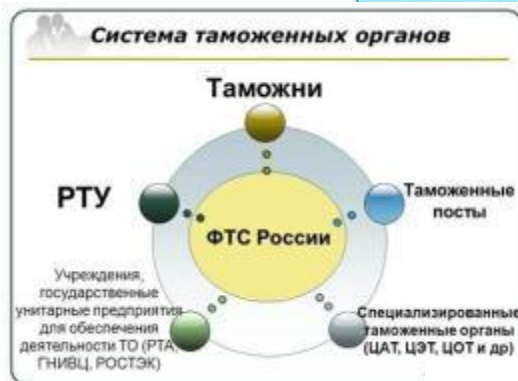 Система таможенных органов
Таможни
РТУ
Таможенные
посты
ФТС России
Учреждения,
государственные
унитарные предприятия
для обеспечения
деятельности ТО (РТА,
ГНИВЦ, РОСТЭК)
Специализированные
таможенные органы
(ЦАТ, ЦЭТ, ЦОТ и др)